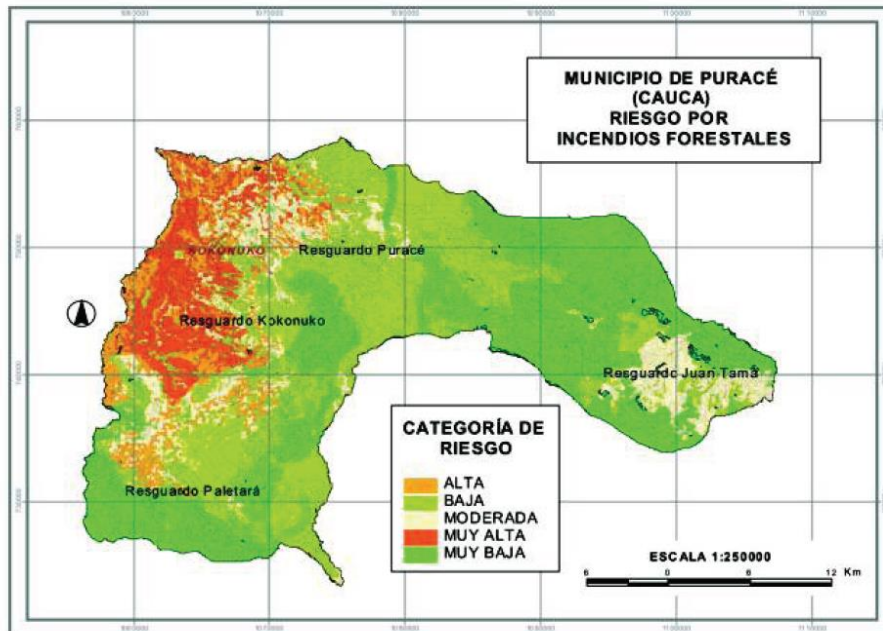 MUNICIPIO DE PURACÉ
(CAUCA)
RIESGO POR
INCENDIOS FORESTALES
KOKONUKO
Resguardo Puracé
Resguardo Kokonuko
Resguardo Juan Tama
Resguardo Paletará
CATEGORÍA DE
RIESGO
ALTA
BAJA
MODERADA
MUY ALTA
MUY BAJA
ESCALA 1:250000
6 0 6 12 Km